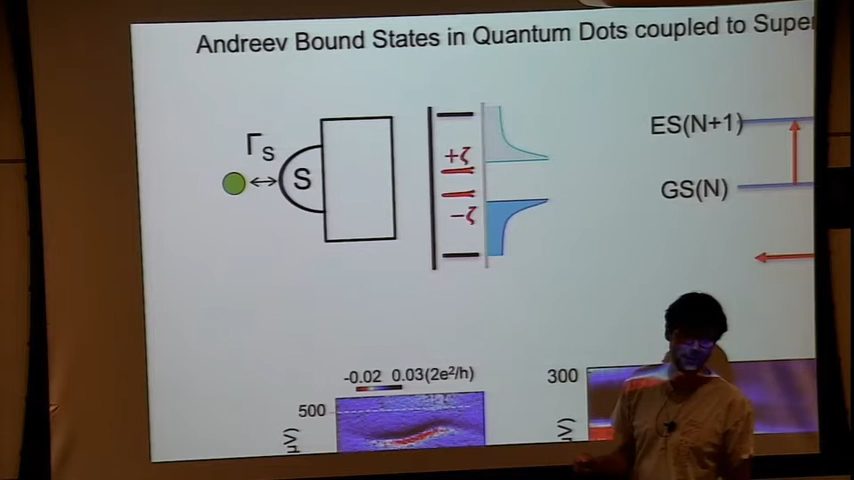 Andreev Bound States in Quantum Dots coupled to Super
ΓS
S
+ζ
−ζ
ES(N+1)
GS(N)
-0.02 0.03(2e²/h)
500
300